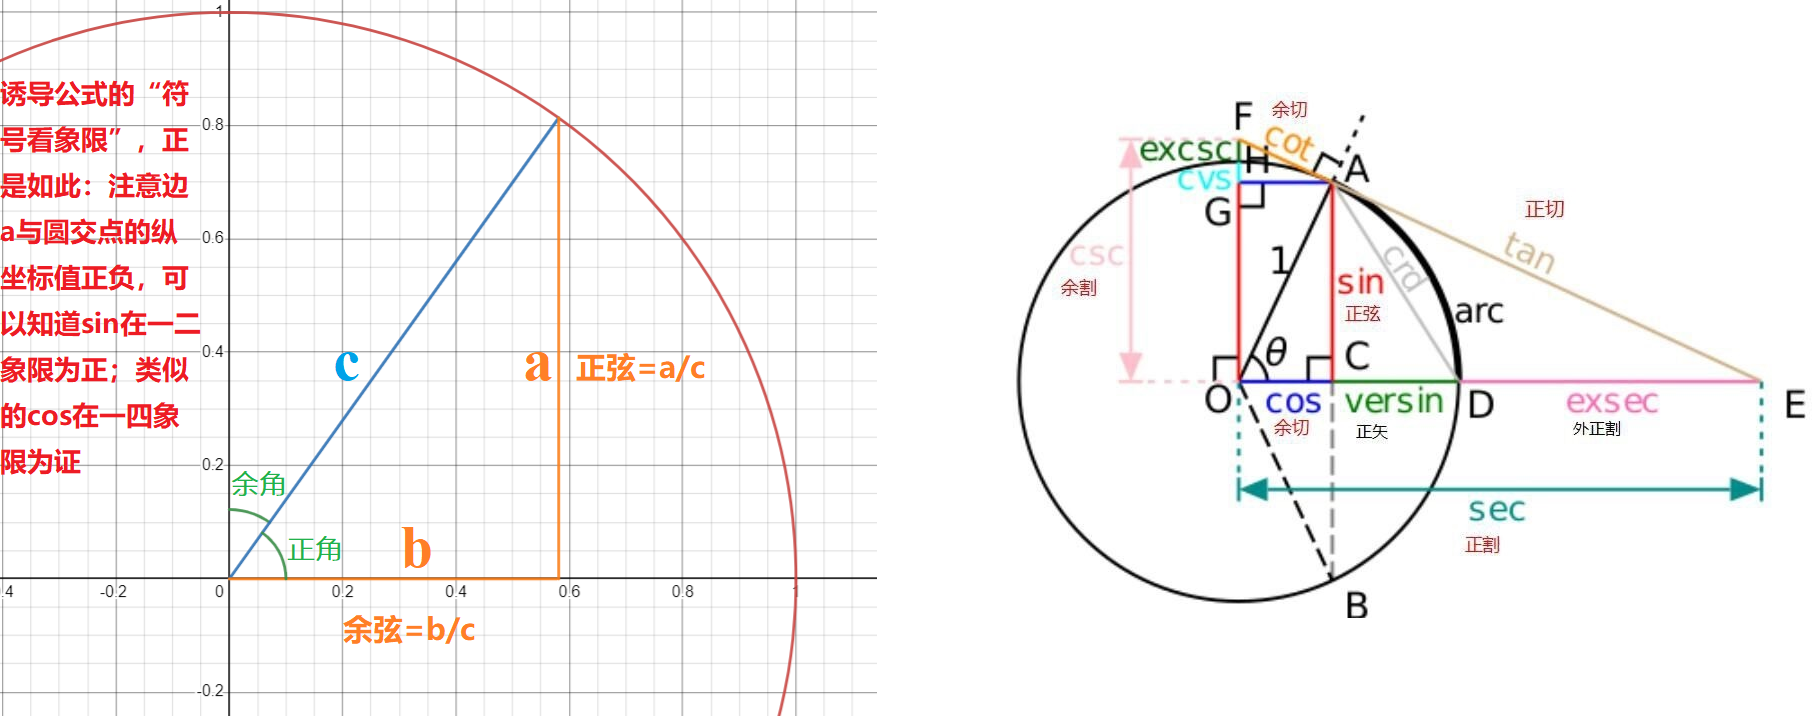 诱导公式的“符
号看象限”，正
是如此：注意边
a与圆交点的纵
坐标值正负，可
以知道sin在一二
象限为正；类似
的cos在一四象
限为证
1
0.8
0.6
0.4
0.2
-0.2
.4
-0.2
0
0.2
0.4
0.6
0.8
1
余角
正角
c
a
正弦=a/c
b
余弦=b/c
F
余切
cot
excsc
H
A
cvs
G
正切
tan
csc
余割
1
sin
正弦
crd
arc
θ
C
O
cos
余切
versin
正矢
D
exsec
外正割
E
sec
正割
B